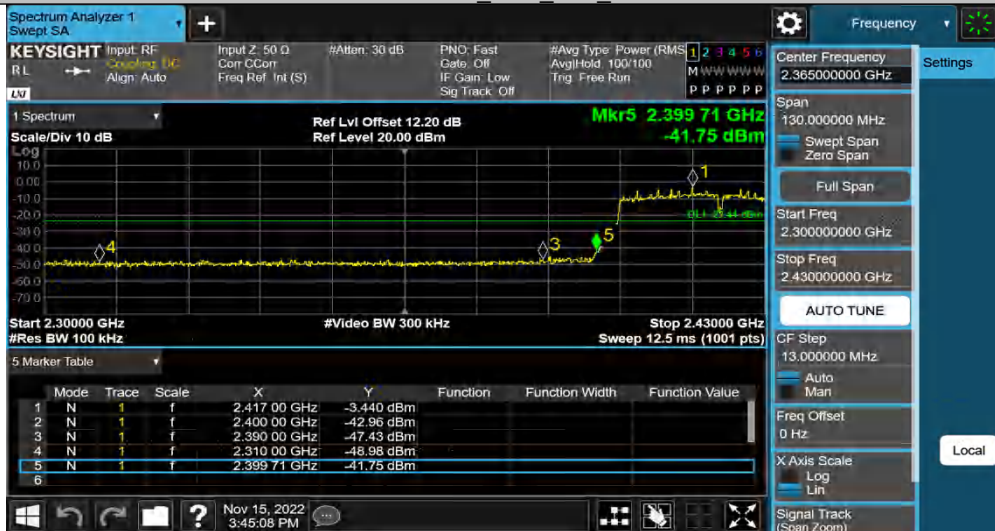 Spectrum Analyzer 1
Swept SA
+
Frequency
KEYSIGHT
RL
LXI
Input: RF
Coupling: DC
Align: Auto
Input Z: 50 Ω
Corr CCorr
Freq Ref: Int (S)
#Atten: 30 dB
PNO: Fast
Gate: Off
IF Gain: Low
Sig Track: Off
#Avg Type: Power (RMS
Avg|Hold: 100/100
Trig: Free Run
1 2 3 4 5 6
M W W W W W
P P P P P P
1 Spectrum
Scale/Div 10 dB
Ref Lvl Offset 12.20 dB
Ref Level 20.00 dBm
Mkr5 2.399 71 GHz
-41.75 dBm
Log
10.0
0.00
-10.0
-20.0
-30.0
-40.0
-50.0
-60.0
-70.0
1
3
4
5
Start 2.30000 GHz
#Res BW 100 kHz
#Video BW 300 kHz
Stop 2.43000 GHz
Sweep 12.5 ms (1001 pts)
5 Marker Table
Mode Trace Scale X Y Function Function Width Function Value
1 N 1 f 2.417 00 GHz -3.440 dBm
2 N 1 f 2.400 00 GHz -42.96 dBm
3 N 1 f 2.390 00 GHz -47.43 dBm
4 N 1 f 2.310 00 GHz -48.98 dBm
5 N 1 f 2.399 71 GHz -41.75 dBm
6
?
Nov 15, 2022
3:45:08 PM
Center Frequency
2.365000000 GHz
Settings
Span
130.000000 MHz
Swept Span
Zero Span
Full Span
Start Freq
2.300000000 GHz
Stop Freq
2.430000000 GHz
AUTO TUNE
CF Step
13.000000 MHz
Auto
Man
Freq Offset
0 Hz
X Axis Scale
Log
Lin
Local
Signal Track
(Span Zoom)